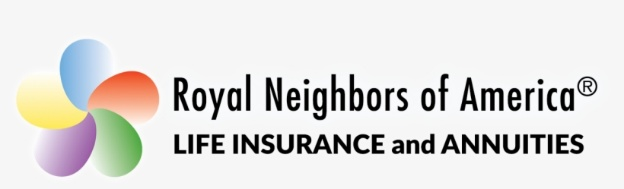 Royal Neighbors of America®
LIFE INSURANCE and ANNUITIES